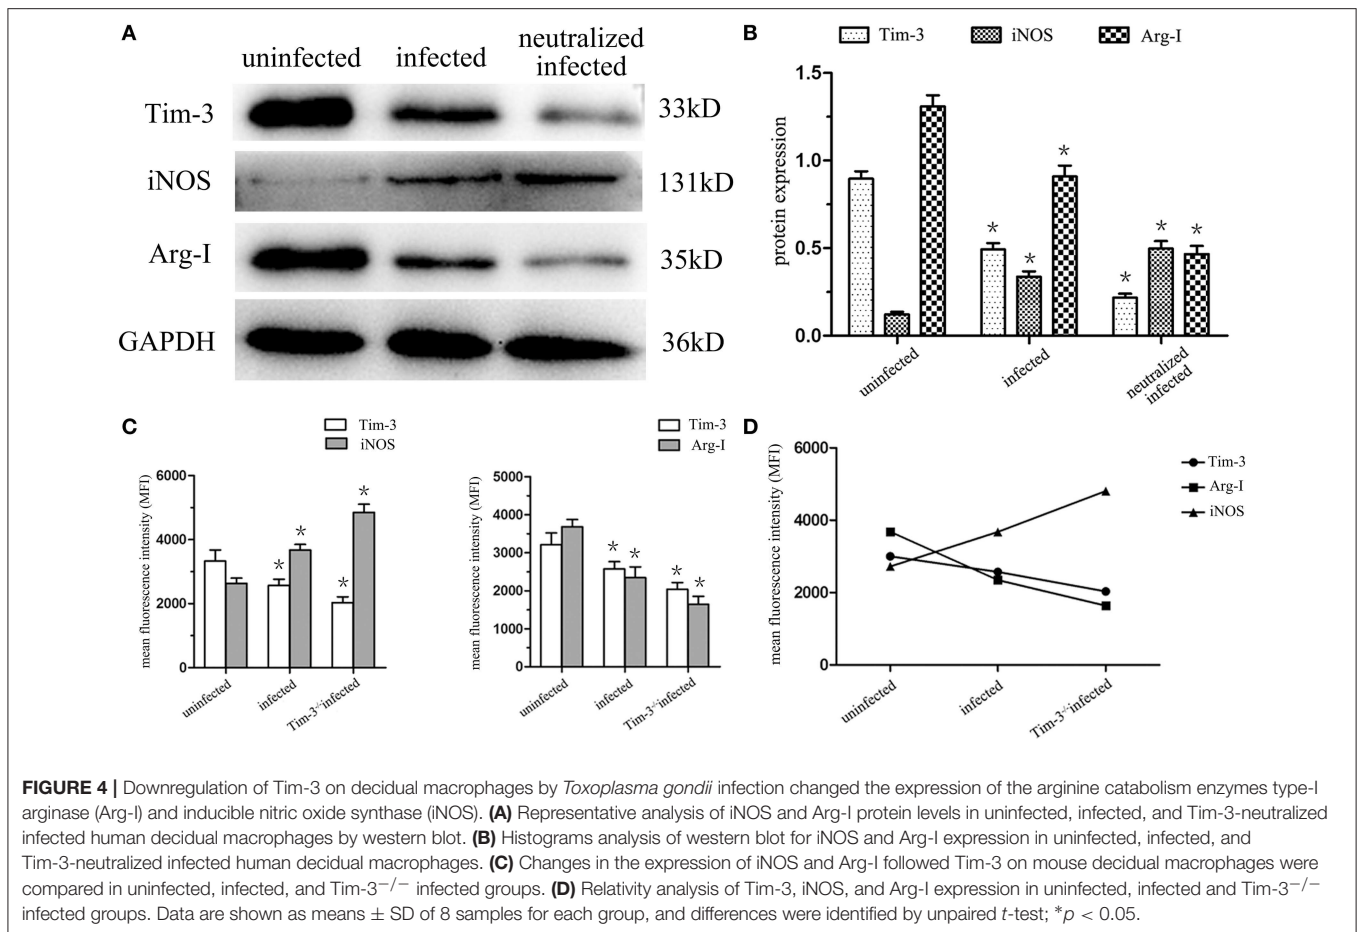 A
uninfected infected neutralized
infected
Tim-3 33kD
iNOS 131kD
Arg-I 35kD
GAPDH 36kD
B
Tim-3 iNOS Arg-I
protein expression
1.5
1.0
0.5
0.0
* * *
* * *
uninfected infected neutralized
infected
C
Tim-3
iNOS
mean fluorescence intensity (MFI)
6000
4000
2000
0
* *
* *
uninfected infected Tim-3-/-infected
Tim-3
Arg-I
mean fluorescence intensity (MFI)
5000
4000
3000
2000
1000
0
* *
* *
uninfected infected Tim-3-/-infected
D
mean fluorescence intensity (MFI)
6000
4000
2000
0
Tim-3
Arg-I
iNOS
uninfected infected Tim-3-/-infected
FIGURE 4 | Downregulation of Tim-3 on decidual macrophages by Toxoplasma gondii infection changed the expression of the arginine catabolism enzymes type-I
arginase (Arg-I) and inducible nitric oxide synthase (iNOS). (A) Representative analysis of iNOS and Arg-I protein levels in uninfected, infected, and Tim-3-neutralized
infected human decidual macrophages by western blot. (B) Histograms analysis of western blot for iNOS and Arg-I expression in uninfected, infected, and
Tim-3-neutralized infected human decidual macrophages. (C) Changes in the expression of iNOS and Arg-I followed Tim-3 on mouse decidual macrophages were
compared in uninfected, infected, and Tim-3−/− infected groups. (D) Relativity analysis of Tim-3, iNOS, and Arg-I expression in uninfected, infected and Tim-3−/−
infected groups. Data are shown as means ± SD of 8 samples for each group, and differences were identified by unpaired t-test; *p < 0.05.